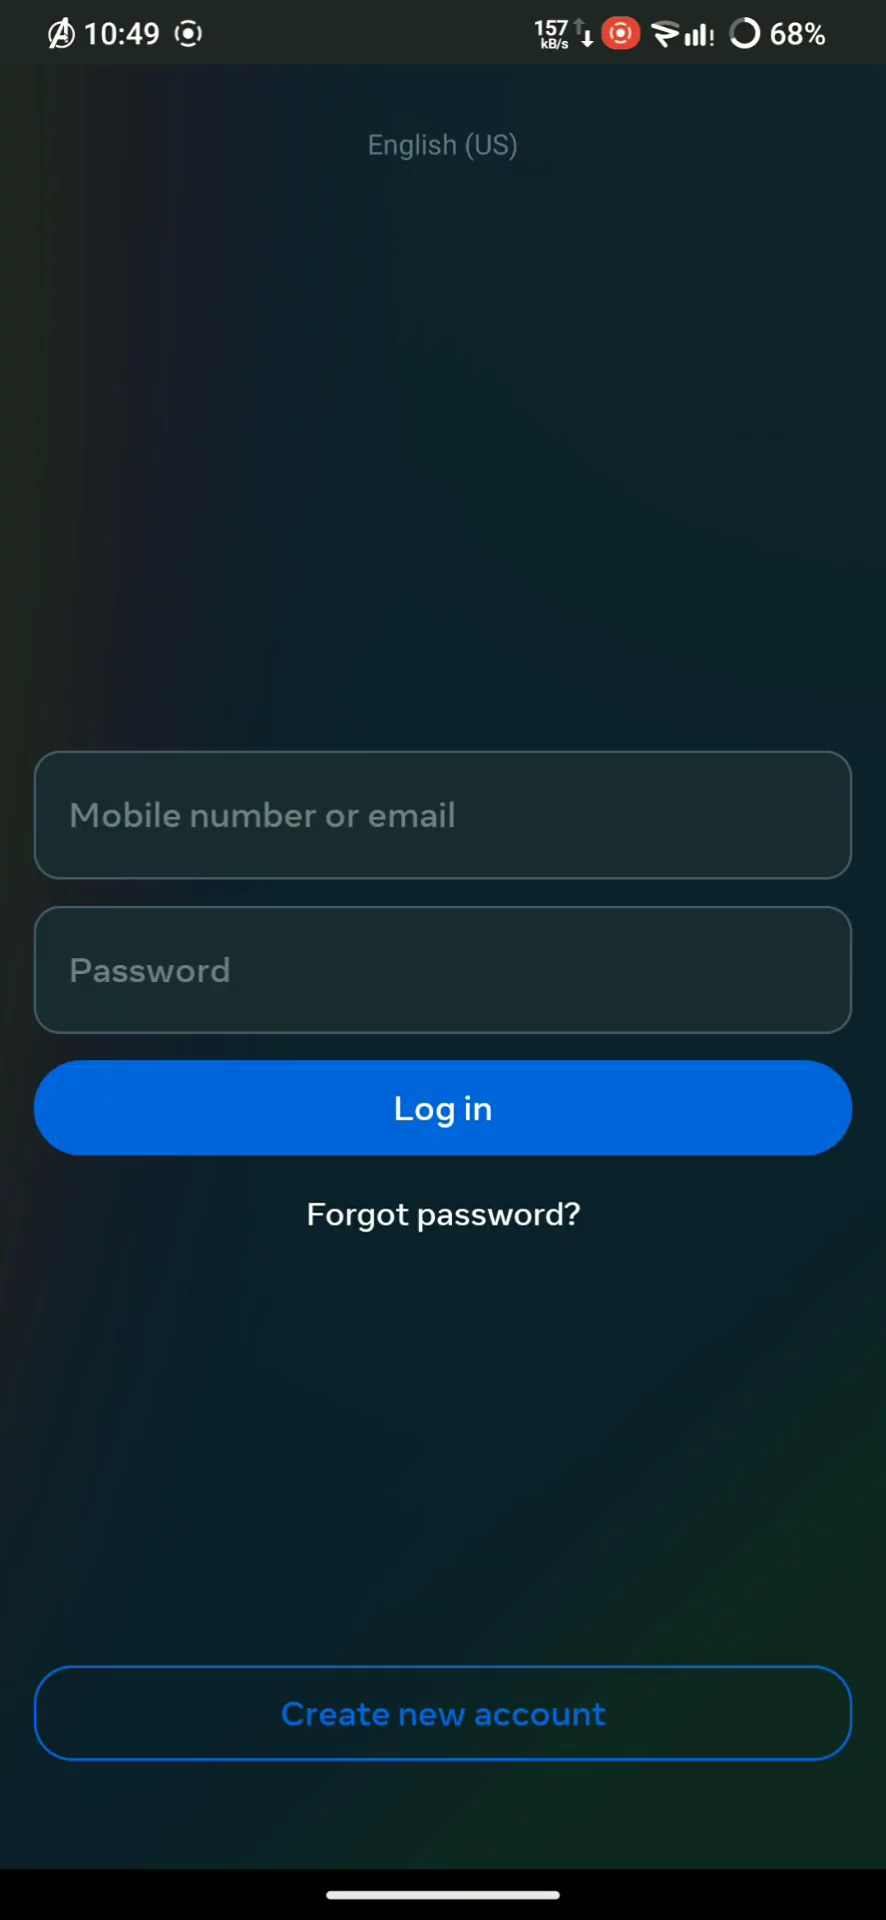 10:49 157 kB/s 68%
English (US)
Mobile number or email
Password
Log in
Forgot password?
Create new account